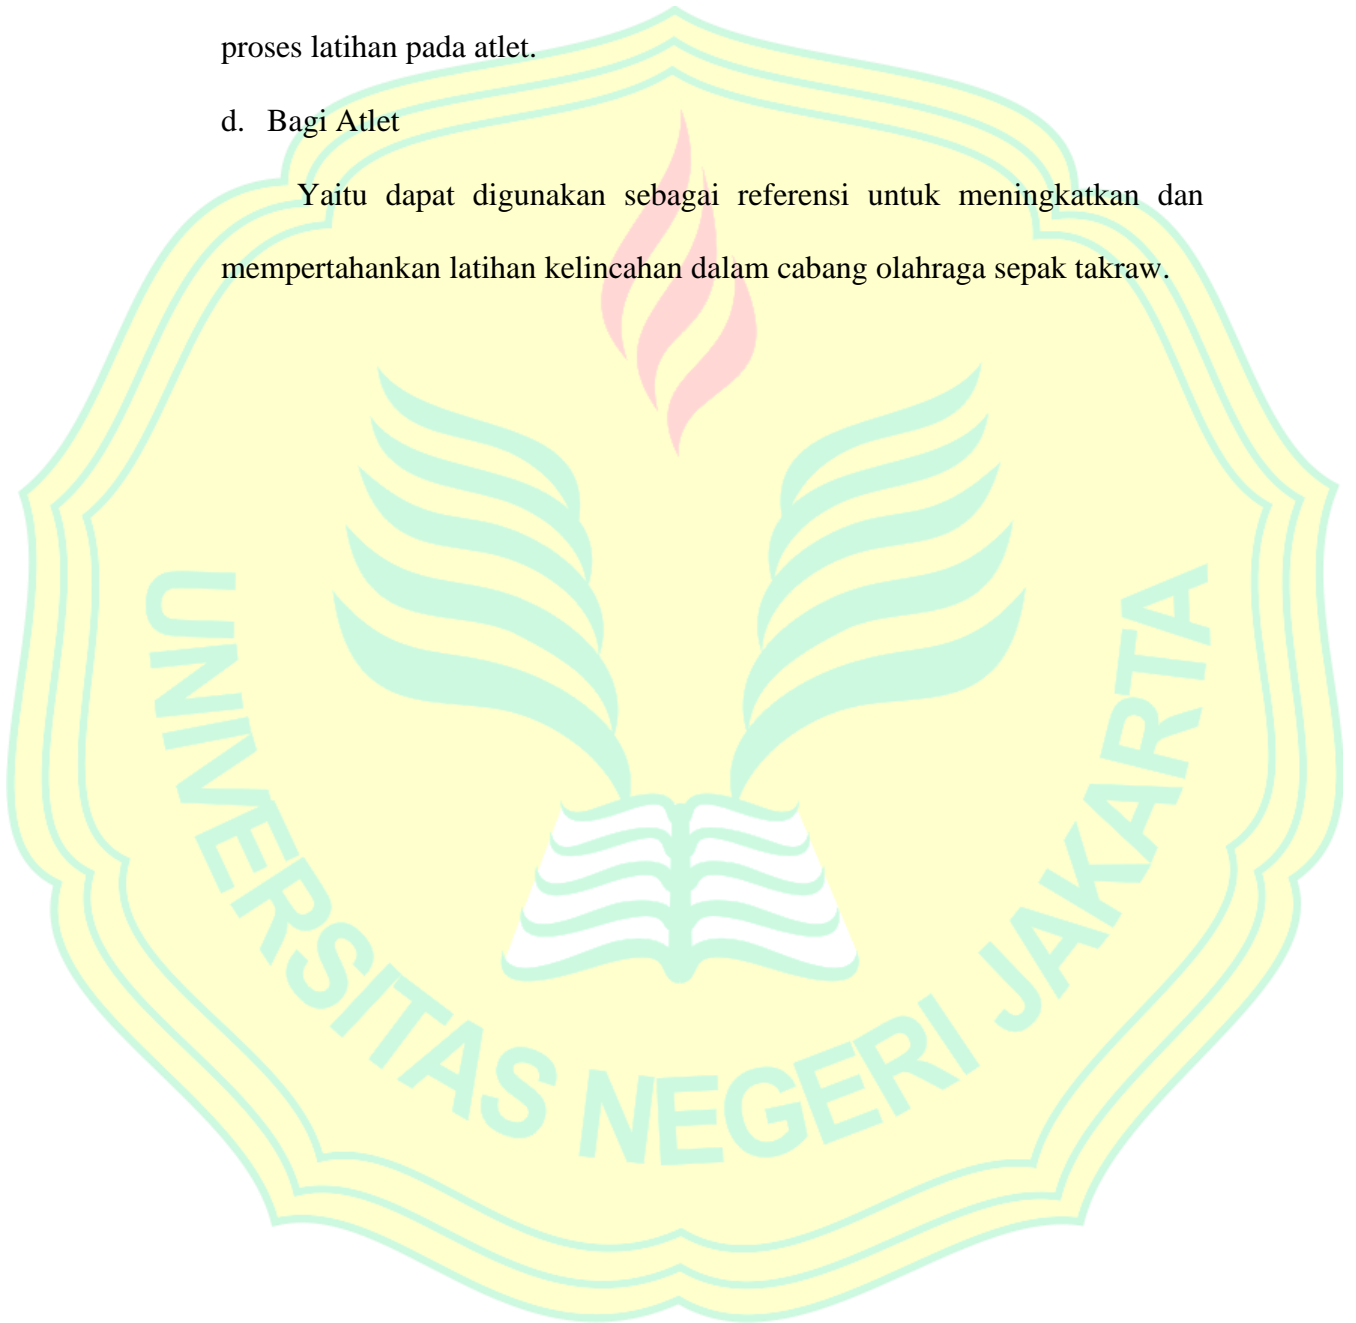 proses latihan pada atlet.
d. Bagi Atlet
Yaitu dapat digunakan sebagai referensi untuk meningkatkan dan
mempertahankan latihan kelincahan dalam cabang olahraga sepak takraw.
UNIVERSITAS NEGERI JAKARTA